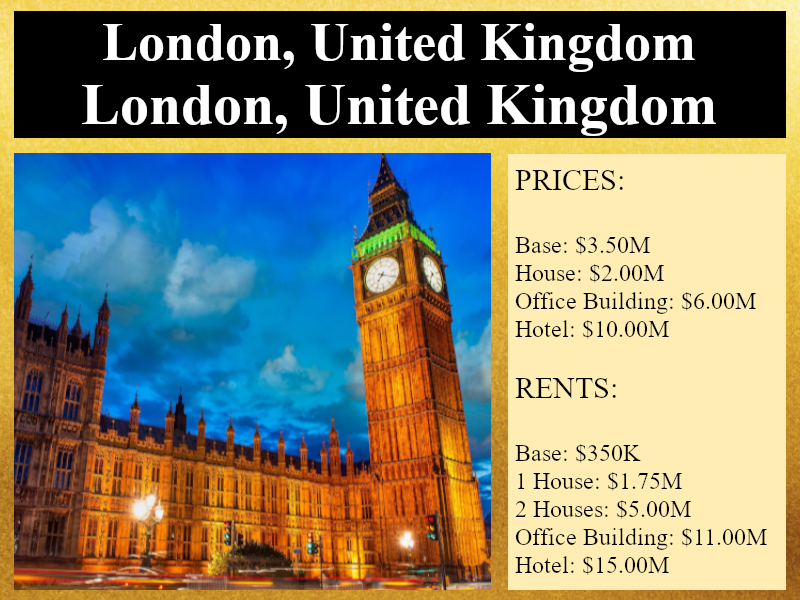 London, United Kingdom
London, United Kingdom
PRICES:
Base: $3.50M
House: $2.00M
Office Building: $6.00M
Hotel: $10.00M
RENTS:
Base: $350K
1 House: $1.75M
2 Houses: $5.00M
Office Building: $11.00M
Hotel: $15.00M